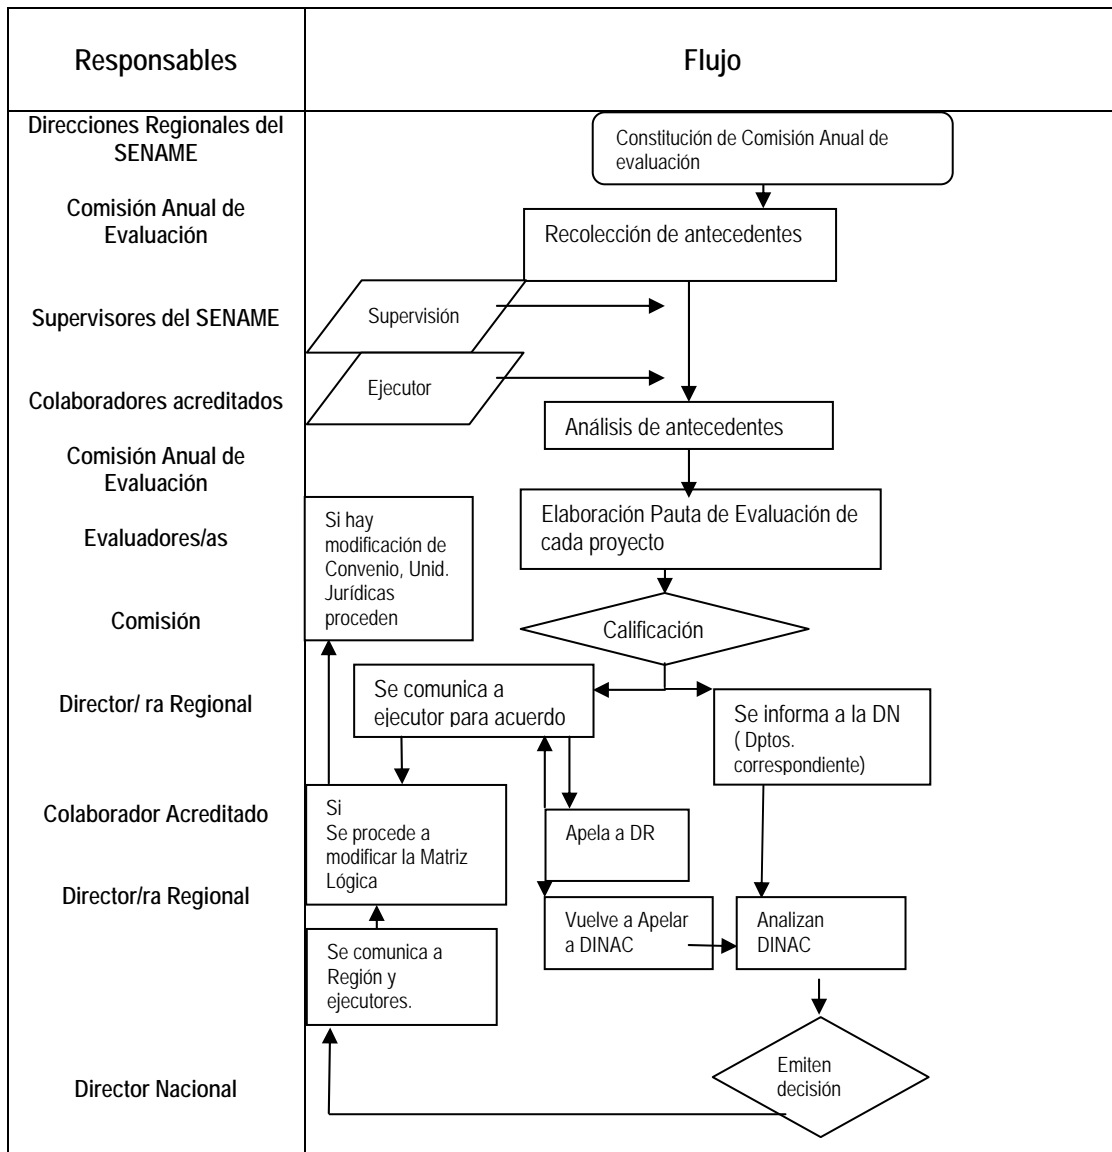 Responsables
Flujo
Direcciones Regionales del
SENAME
Constitución de Comisión Anual de
evaluación
Comisión Anual de
Evaluación
Recolección de antecedentes
Supervisores del SENAME
Supervisión
Colaboradores acreditados
Ejecutor
Análisis de antecedentes
Comisión Anual de
Evaluación
Evaluadores/as
Si hay
modificación de
Convenio, Unid.
Jurídicas
proceden
Elaboración Pauta de Evaluación de
cada proyecto
Comisión
Calificación
Director/ ra Regional
Se comunica a
ejecutor para acuerdo
Se informa a la DN
( Dptos.
correspondiente)
Colaborador Acreditado
Si
Se procede a
modificar la Matriz
Lógica
Apela a DR
Director/ra Regional
Vuelve a Apelar
a DINAC
Analizan
DINAC
Se comunica a
Región y
ejecutores.
Director Nacional
Emiten
decisión